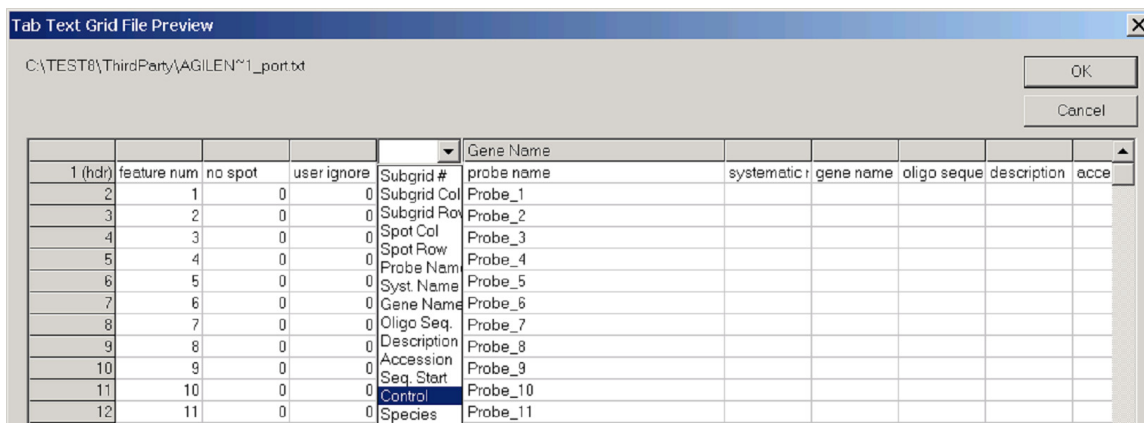 Tab Text Grid File Preview
C:\TEST8\ThirdParty\AGILEN~1_port.txt
OK
Cancel
Gene Name
1 (hdr) feature num no spot user ignore Subgrid # probe name systematic r gene name oligo seque description acce
2 1 0 0 Subgrid Col Probe_1
3 2 0 0 Subgrid Row Probe_2
4 3 0 0 Spot Col Probe_3
5 4 0 0 Spot Row Probe_4
6 5 0 0 Probe Nam Probe_5
7 6 0 0 Syst. Name Probe_6
8 7 0 0 Gene Name Probe_7
9 8 0 0 Oligo Seq. Probe_8
10 9 0 0 Description Probe_9
11 10 0 0 Accession Probe_10
12 11 0 0 Seq. Start Probe_11
Control
Species